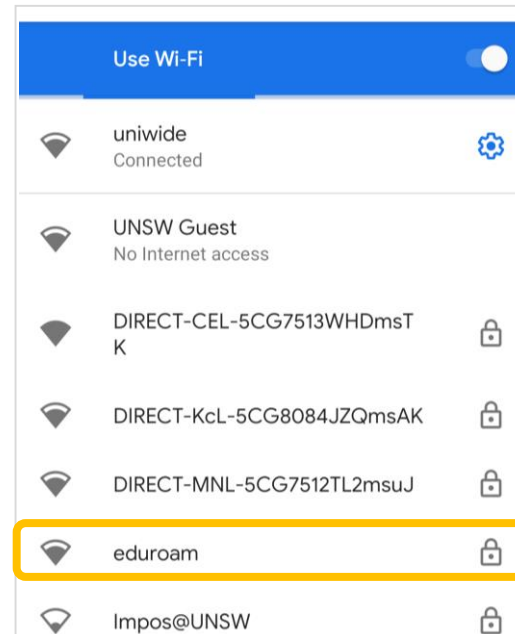 Use Wi-Fi
uniwide
Connected
UNSW Guest
No Internet access
DIRECT-CEL-5CG7513WHDmsT
K
DIRECT-KcL-5CG8084JZQmsAK
DIRECT-MNL-5CG7512TL2msuJ
eduroam
Impos@UNSW